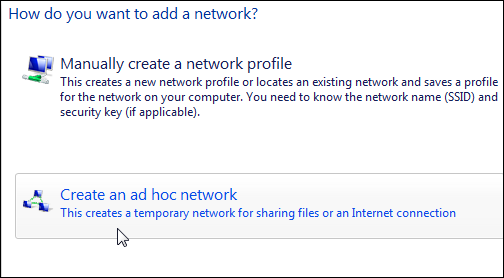 How do you want to add a network?
Manually create a network profile
This creates a new network profile or locates an existing network and saves a profile
for the network on your computer. You need to know the network name (SSID) and
security key (if applicable).
Create an ad hoc network
This creates a temporary network for sharing files or an Internet connection